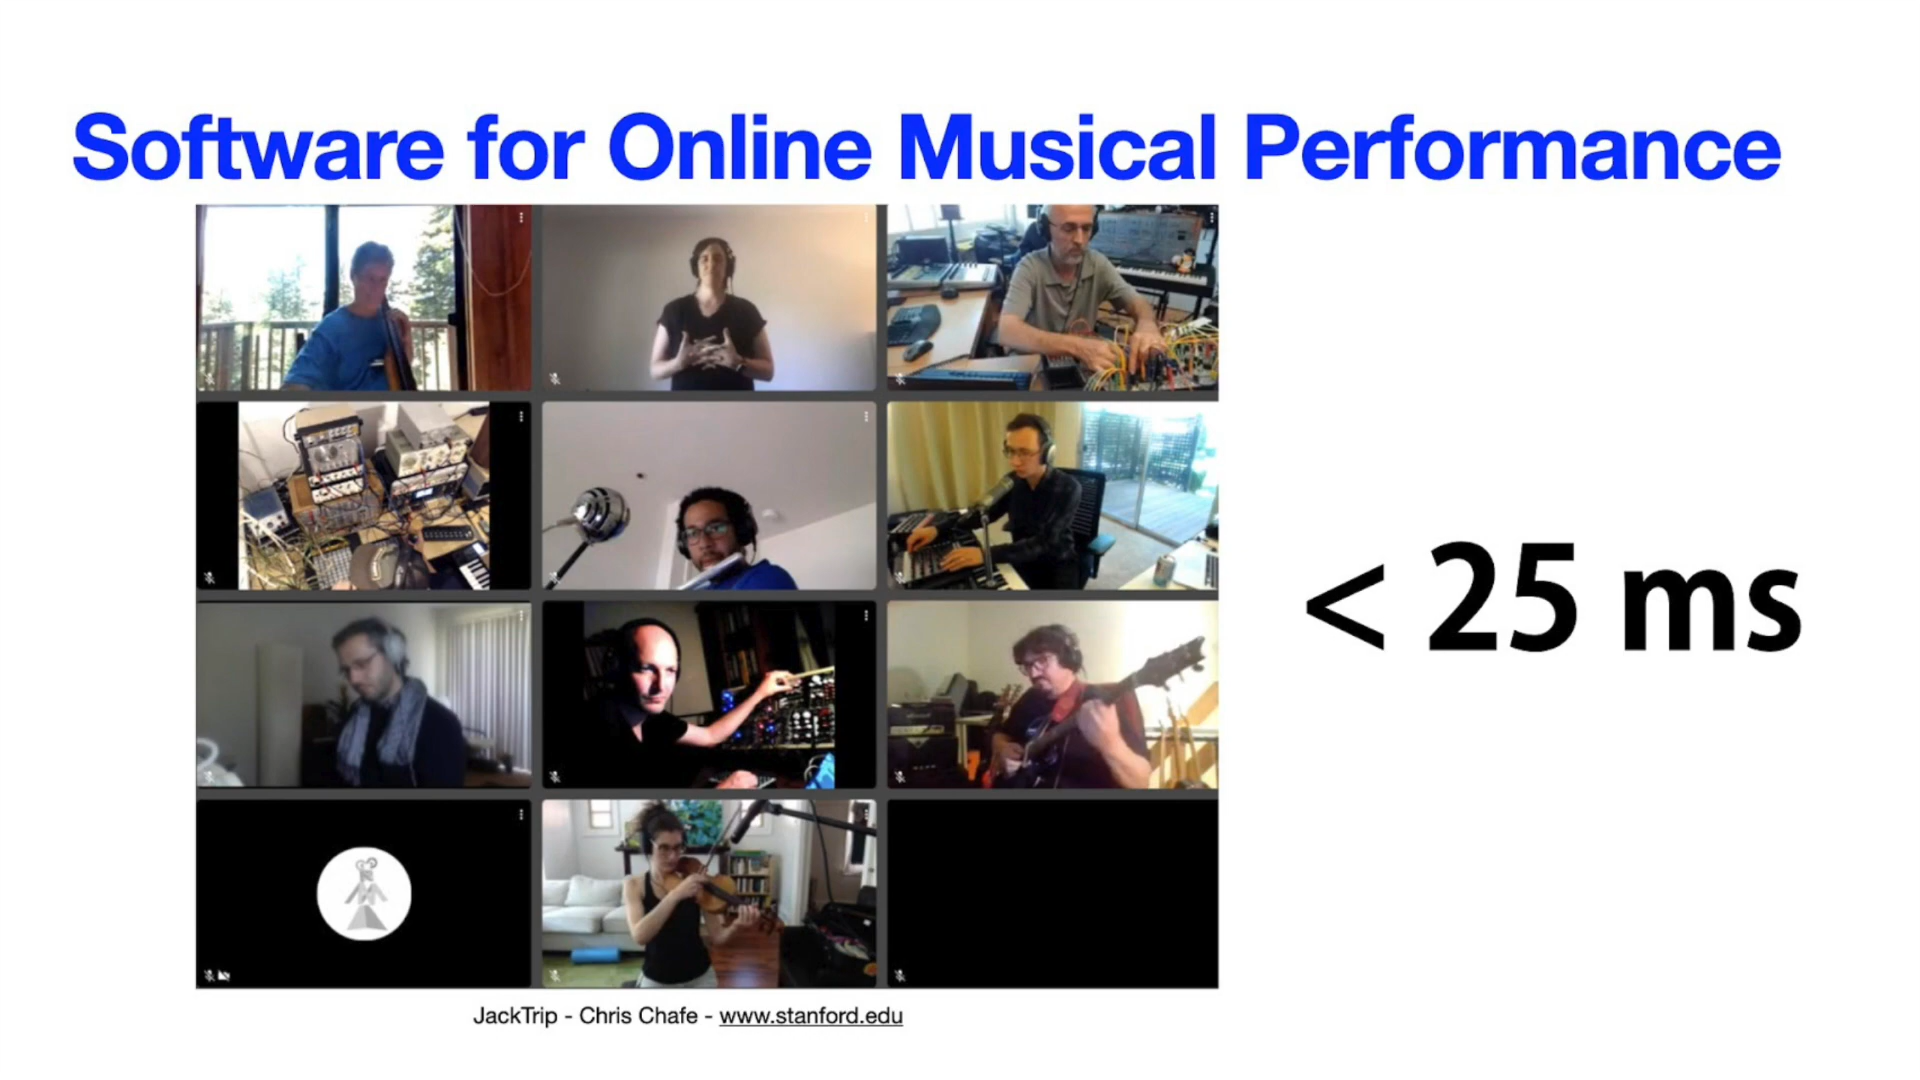 Software for Online Musical Performance
< 25 ms
JackTrip - Chris Chafe - www.stanford.edu